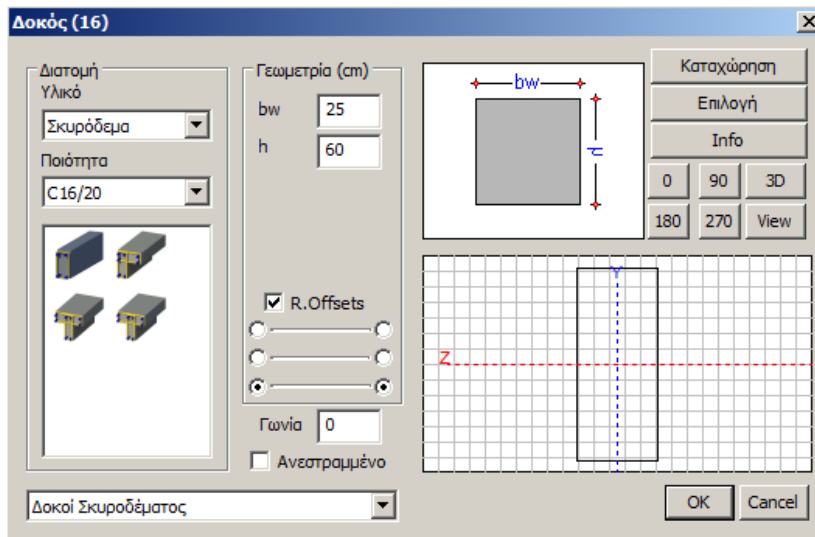 Δοκός (16)
Διατομή
Υλικό
Σκυρόδεμα
Ποιότητα
C16/20
Γεωμετρία (cm)
bw 25
h 60
R.Offsets
Γωνία 0
Ανεστραμμένο
Δοκοί Σκυροδέματος
bw
h
Καταχώρηση
Επιλογή
Info
0 90 3D
180 270 View
Y
Z
OK Cancel